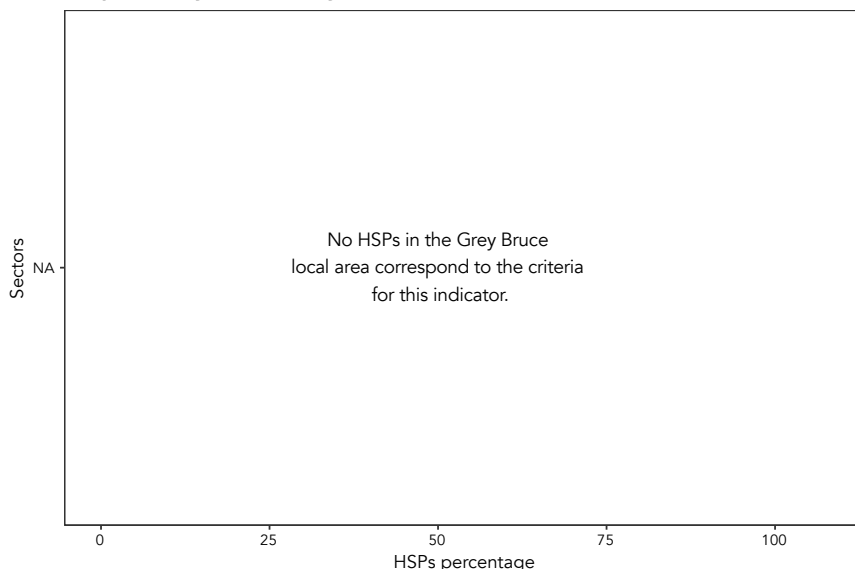 Sectors
NA
No HSPs in the Grey Bruce
local area correspond to the criteria
for this indicator.
0 25 50 75 100
HSPs percentage